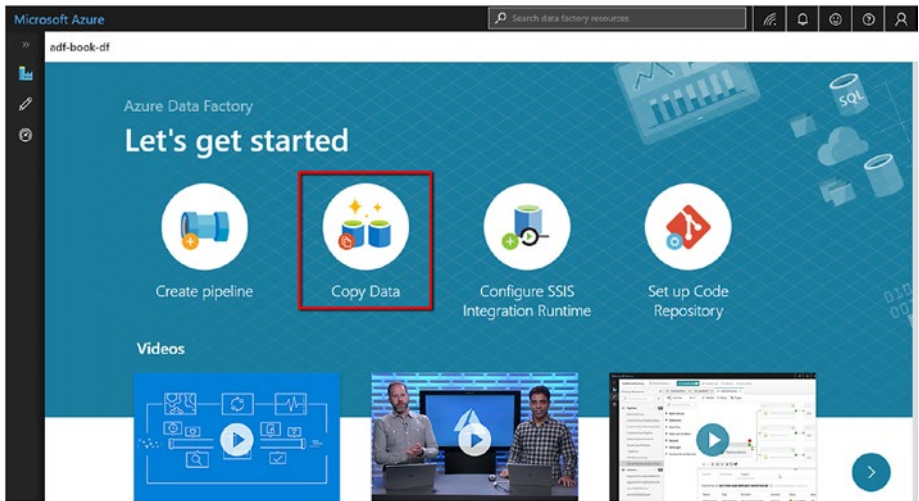 Microsoft Azure
Search data factory resources
adf-book-df
Azure Data Factory
Let's get started
Create pipeline
Copy Data
Configure SSIS
Integration Runtime
Set up Code
Repository
SQL
Videos